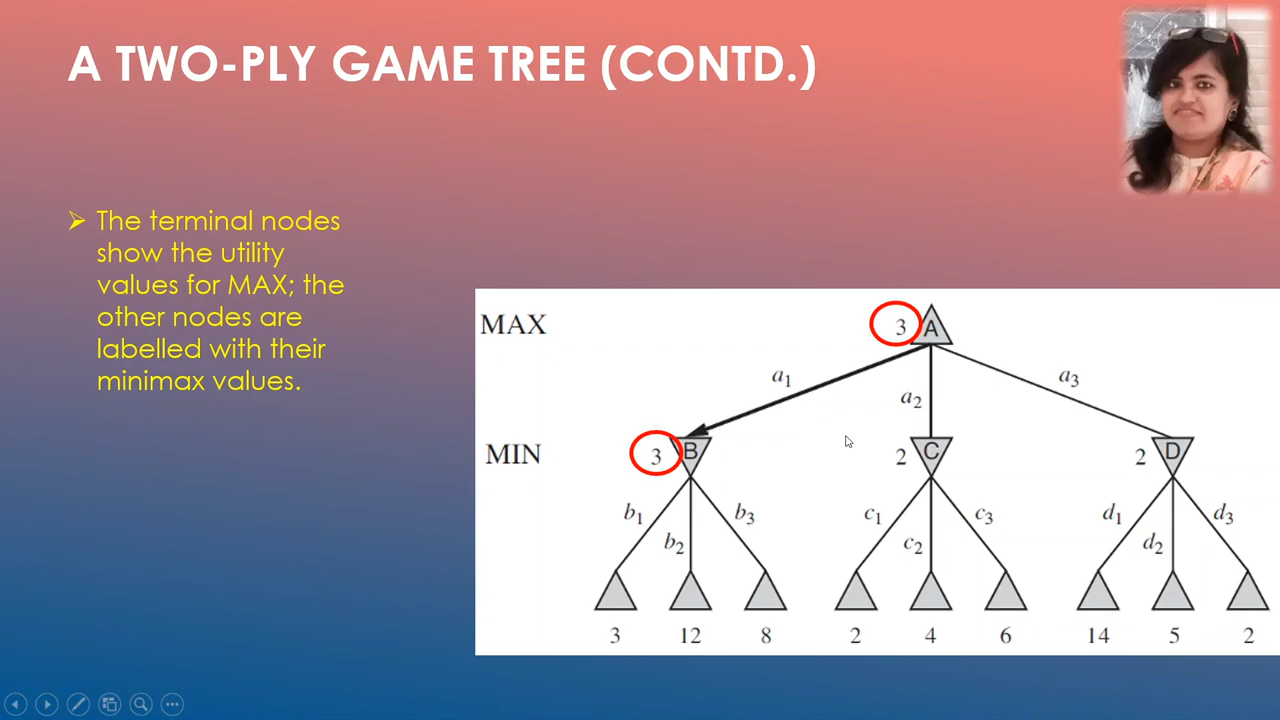 A TWO-PLY GAME TREE (CONTD.)
➢ The terminal nodes
show the utility
values for MAX; the
other nodes are
labelled with their
minimax values.
MAX 3 A
a₁ a₂ a₃
MIN 3 B 2 C 2 D
b₁ b₂ b₃ c₁ c₂ c₃ d₁ d₂ d₃
3 12 8 2 4 6 14 5 2